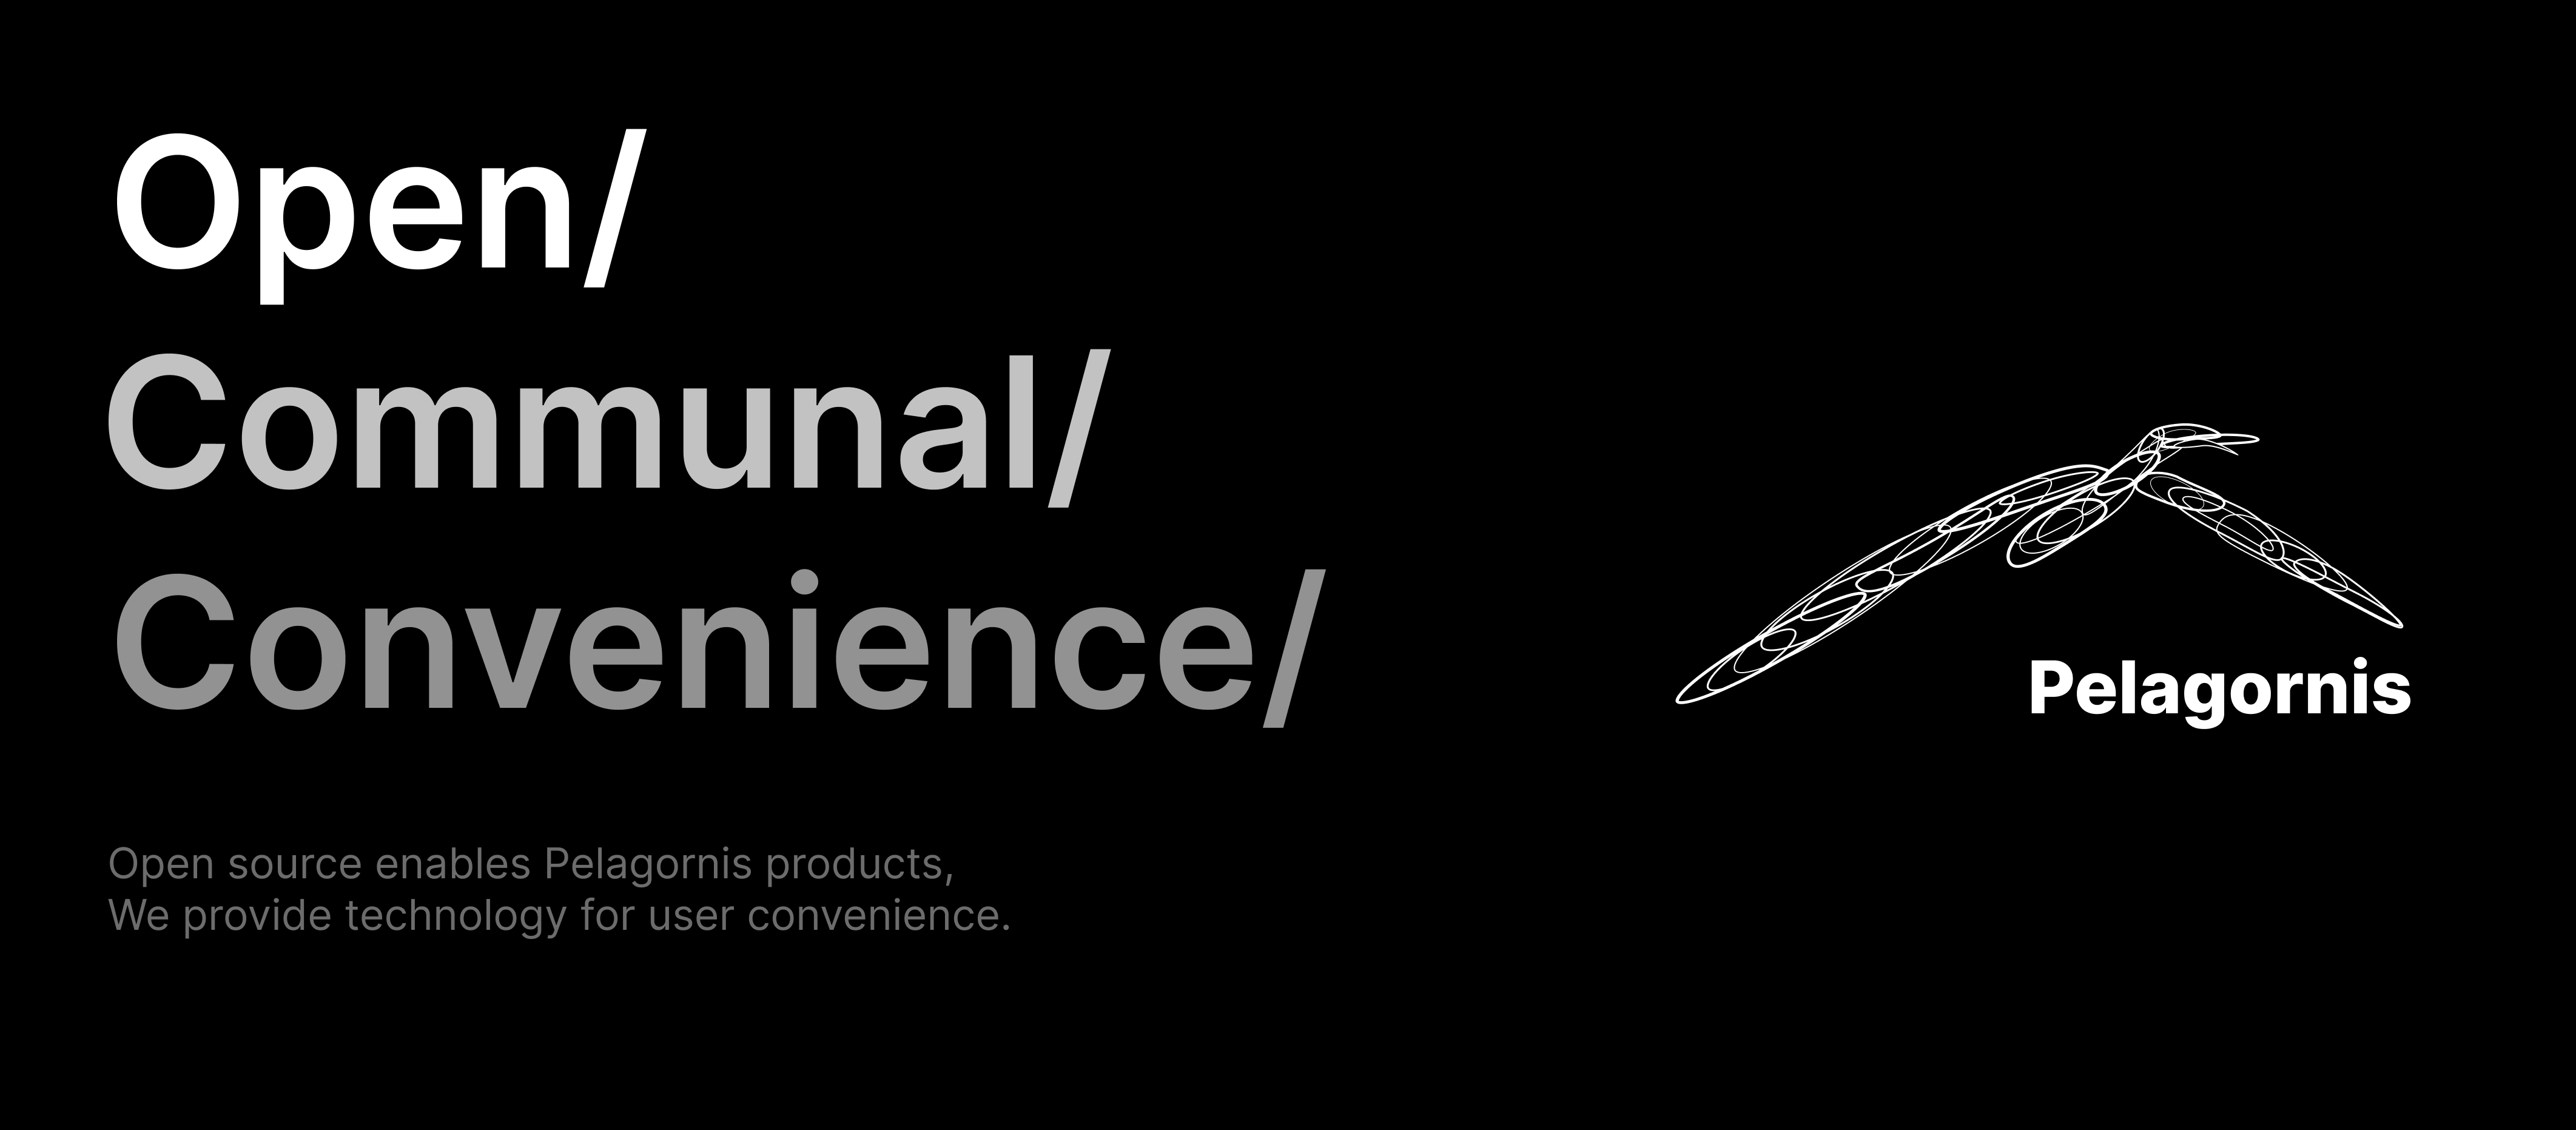 Open/
Communal/
Convenience/
Pelagornis
Open source enables Pelagornis products,
We provide technology for user convenience.